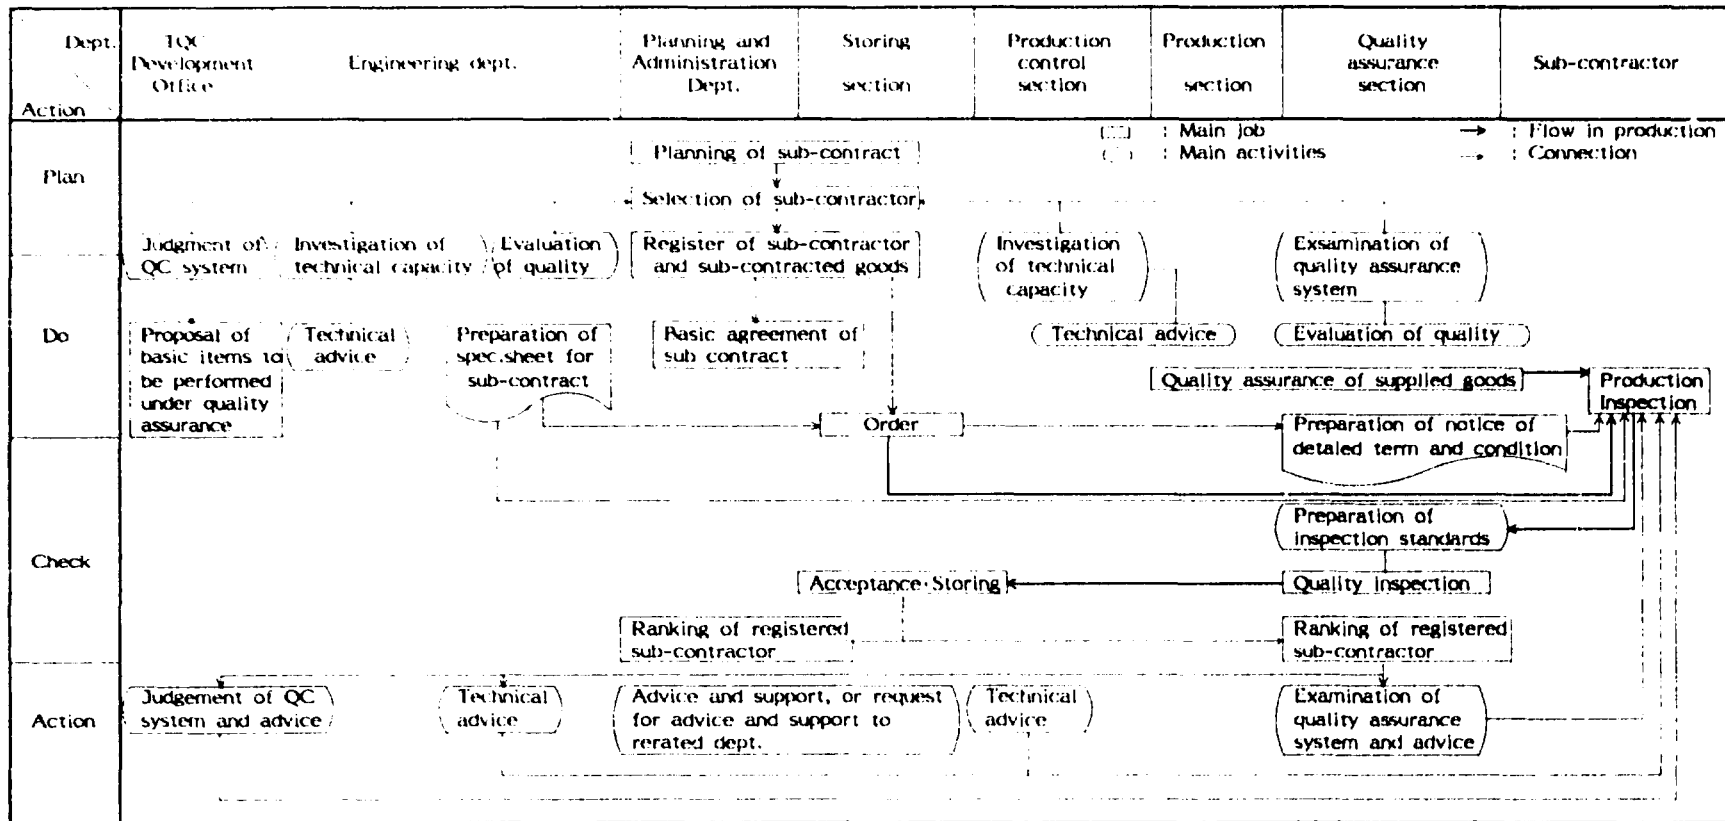 Dept.
Action
TQC
Development
Office
Engineering dept.
Planning and
Administration
Dept.
Storing
section
Production
control
section
Production
section
Quality
assurance
section
Sub-contractor
: Main job
: Flow in production
: Main activities
: Connection
Plan
Planning of sub-contract
Selection of sub-contractor
Judgment of
QC system
Investigation of
technical capacity
Evaluation
of quality
Register of sub-contractor
and sub-contracted goods
Investigation
of technical
capacity
Exsamination of
quality assurance
system
Do
Proposal of
basic items to
be performed
under quality
assurance
Technical
advice
Preparation of
spec.sheet for
sub-contract
Basic agreement of
sub contract
Technical advice
Evaluation of quality
Quality assurance of supplied goods
Production
Inspection
Order
Preparation of notice of
detaled term and condition
Check
Preparation of
inspection standards
Acceptance·Storing
Quality inspection
Ranking of registered
sub-contractor
Ranking of registered
sub-contractor
Action
Judgement of QC
system and advice
Technical
advice
Advice and support, or request
for advice and support to
rerated dept.
Technical
advice
Examination of
quality assurance
system and advice